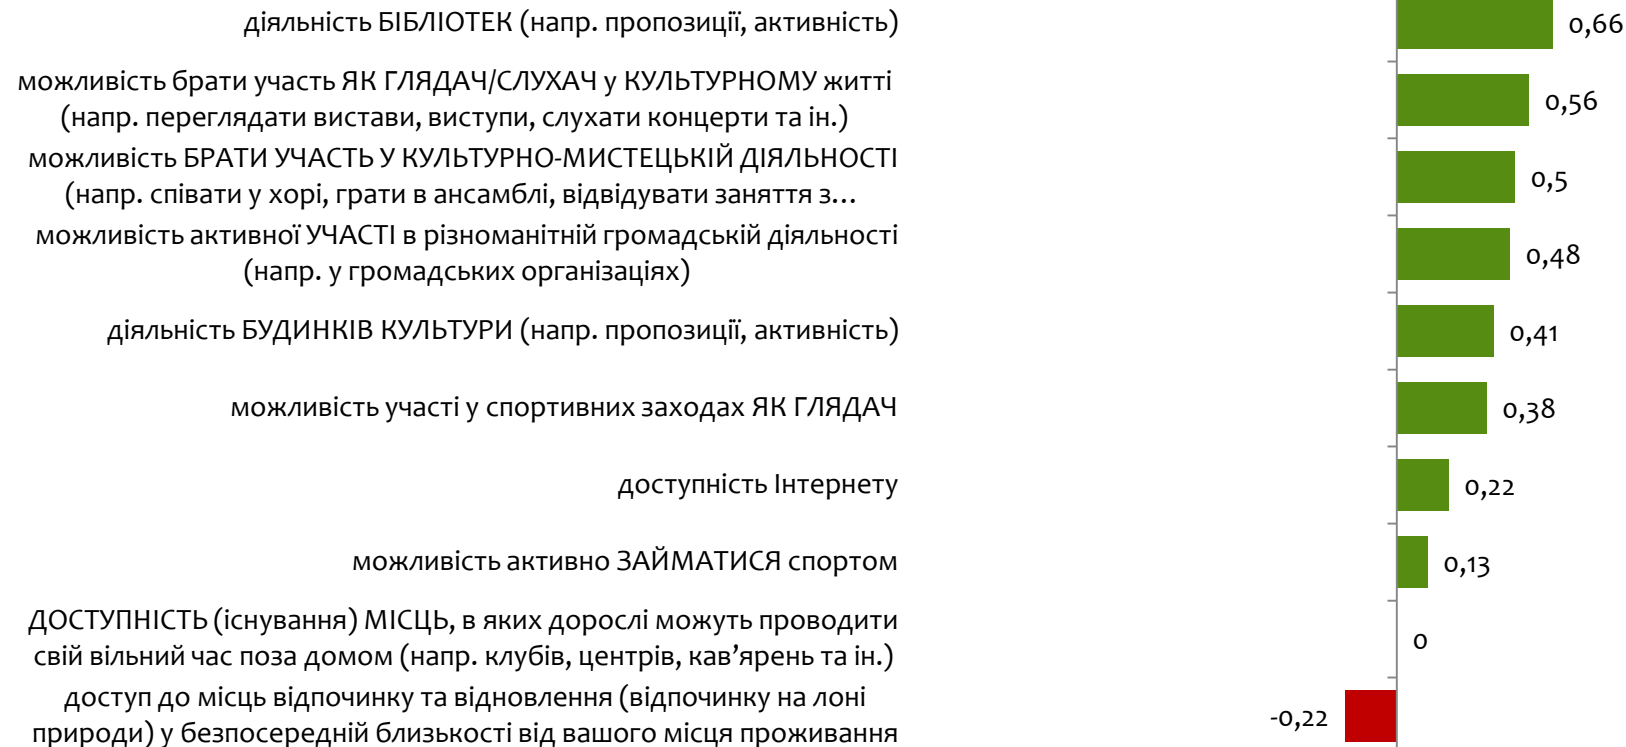 діяльність БІБЛІОТЕК (напр. пропозиції, активність)
0,66
можливість брати участь ЯК ГЛЯДАЧ/СЛУХАЧ у КУЛЬТУРНОМУ житті
(напр. переглядати вистави, виступи, слухати концерти та ін.)
0,56
можливість БРАТИ УЧАСТЬ У КУЛЬТУРНО-МИСТЕЦЬКІЙ ДІЯЛЬНОСТІ
(напр. співати у хорі, грати в ансамблі, відвідувати заняття з…
0,5
можливість активної УЧАСТІ в різноманітній громадській діяльності
(напр. у громадських організаціях)
0,48
діяльність БУДИНКІВ КУЛЬТУРИ (напр. пропозиції, активність)
0,41
можливість участі у спортивних заходах ЯК ГЛЯДАЧ
0,38
доступність Інтернету
0,22
можливість активно ЗАЙМАТИСЯ спортом
0,13
ДОСТУПНІСТЬ (існування) МІСЦЬ, в яких дорослі можуть проводити
свій вільний час поза домом (напр. клубів, центрів, кав’ярень та ін.)
0
доступ до місць відпочинку та відновлення (відпочинку на лоні
природи) у безпосередній близькості від вашого місця проживання
-0,22